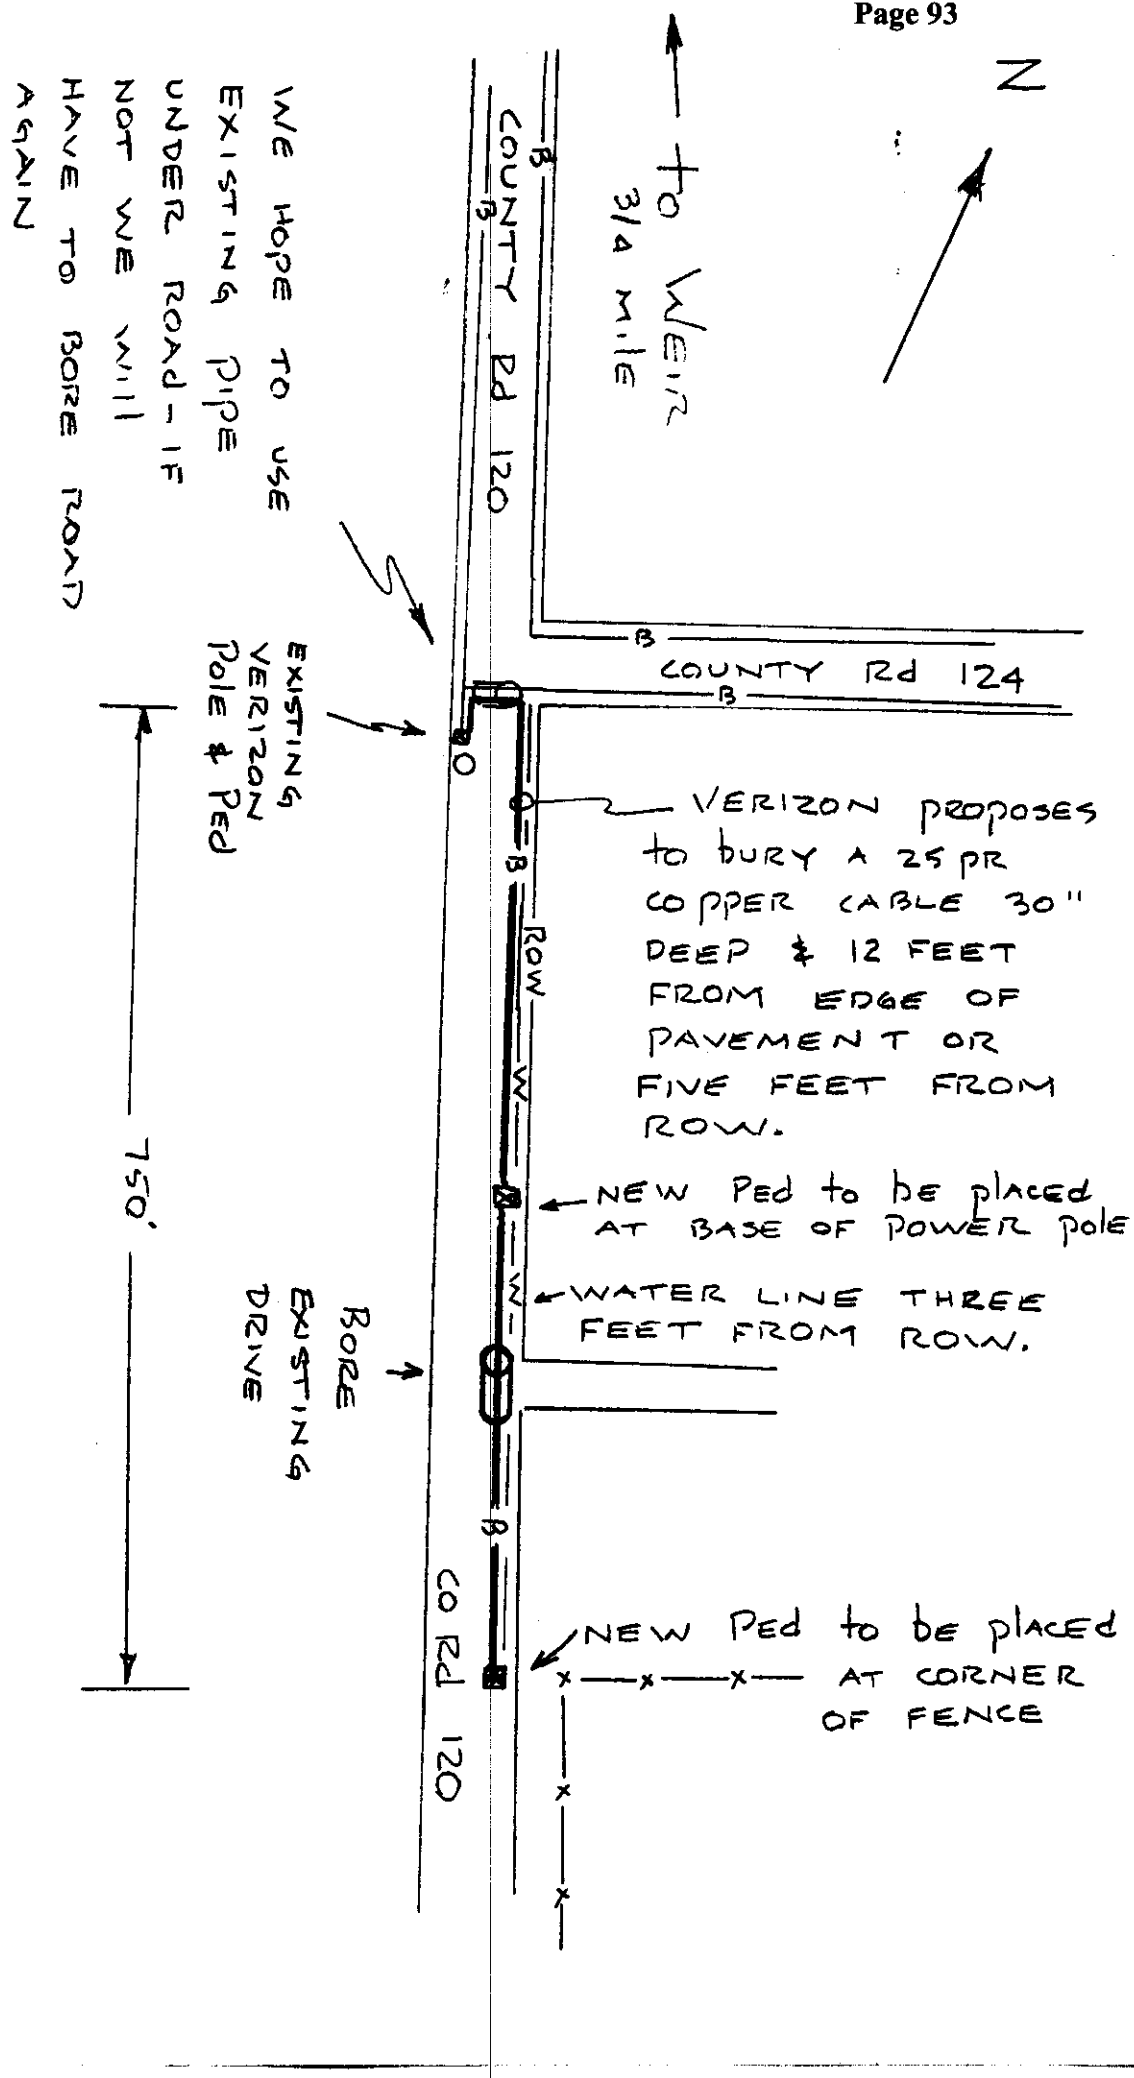 Page 93
N
to WEIR
3/4 MILE
COUNTY Rd 120
B
B
WE HOPE TO USE
EXISTING PIPE
UNDER ROAD - IF
NOT WE WILL
HAVE TO BORE ROAD
AGAIN
B
COUNTY Rd 124
B
EXISTING
VERIZON
POLE & PED
VERIZON PROPOSES
to bURY A 25 PR
COPPER CABLE 30"
DEEP & 12 FEET
FROM EDGE OF
PAVEMENT OR
FIVE FEET FROM
ROW.
B
ROW
W
750'
NEW PEd to be placed
AT BASE OF POWER Pole
W
WATER LINE THREE
FEET FROM ROW.
BORE
EXISTING
DRIVE
B
CO Rd 120
NEW PEd to be placed
AT CORNER
OF FENCE
x x x
x
x